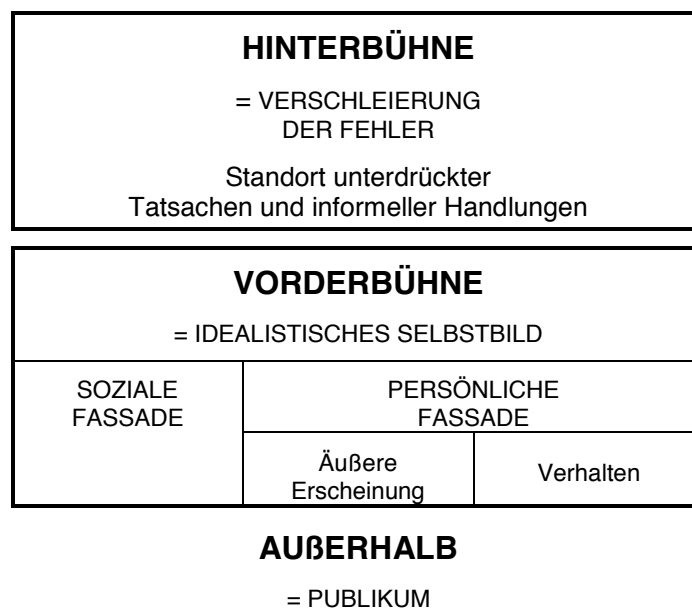 HINTERBÜHNE
= VERSCHLEIERUNG
DER FEHLER
Standort unterdrückter
Tatsachen und informeller Handlungen
VORDERBÜHNE
= IDEALISTISCHES SELBSTBILD
SOZIALE
FASSADE
PERSÖNLICHE
FASSADE
Äußere
Erscheinung
Verhalten
AUßERHALB
= PUBLIKUM